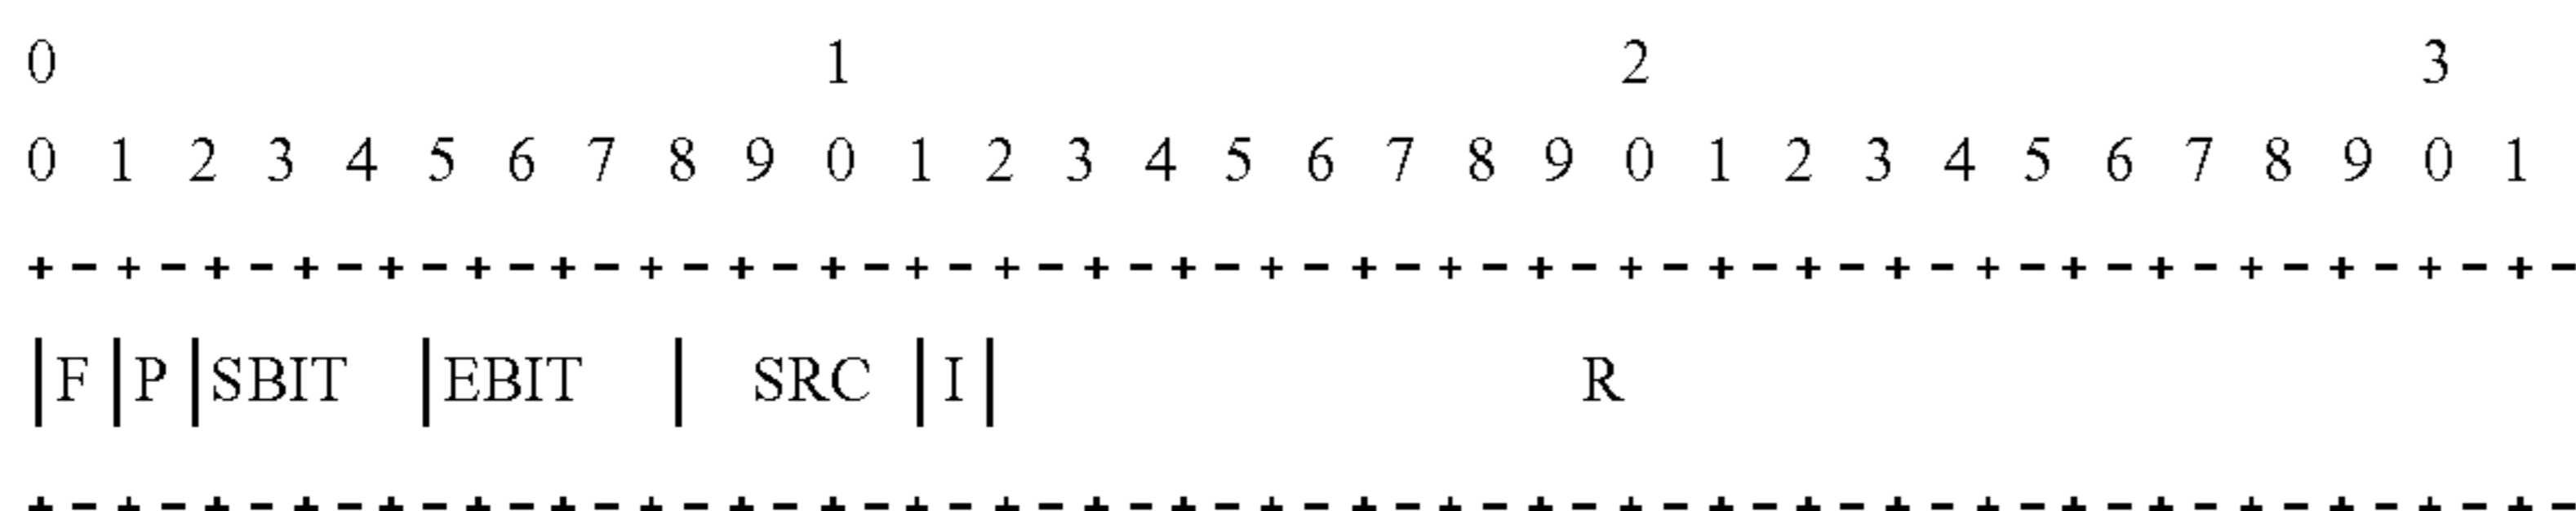 0 1 2 3
0 1 2 3 4 5 6 7 8 9 0 1 2 3 4 5 6 7 8 9 0 1 2 3 4 5 6 7 8 9 0 1
+-+-+-+-+-+-+-+-+-+-+-+-+-+-+-+-+-+-+-+-+-+-+-+-+-+-+-+-+-+-
|F|P|SBIT |EBIT | SRC |I| R
+-+-+-+-+-+-+-+-+-+-+-+-+-+-+-+-+-+-+-+-+-+-+-+-+-+-+-+-+-+-